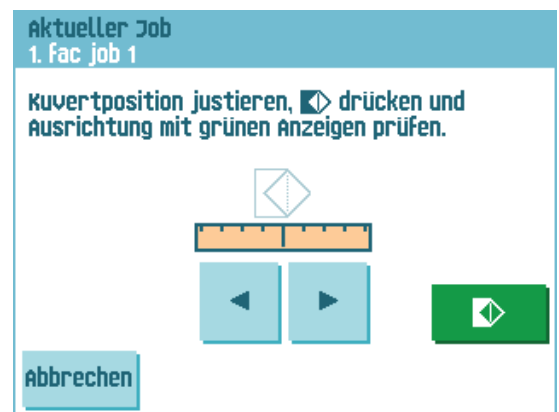 Aktueller Job
1. Fac job 1
Kuvertposition justieren, drücken und
Ausrichtung mit grünen Anzeigen prüfen.
Abbrechen